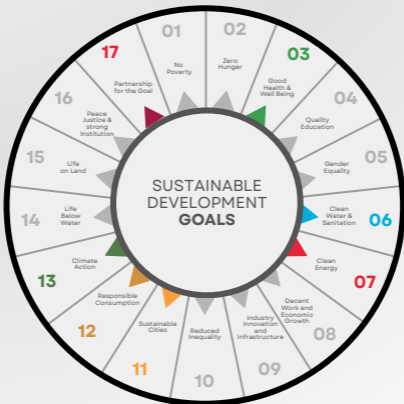 SUSTAINABLE
DEVELOPMENT
GOALS
01
No
Poverty
02
Zero
Hunger
03
Good
Health &
Well Being
04
Quality
Education
05
Gender
Equality
06
Clean
Water &
Sanitation
07
Clean
Energy
08
Decent
Work and
Economic
Growth
09
Industry
Innovation
and
Infrastructure
10
Reduced
Inequality
11
Sustainable
Cities
12
Responsible
Consumption
13
Climate
Action
14
Life
Below
Water
15
Life
on Land
16
Peace
Justice &
strong
Institution
17
Partnership
for the Goal